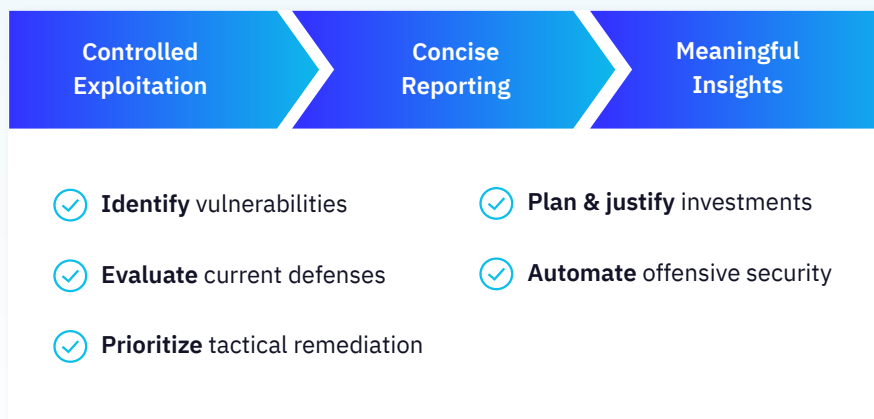 Controlled
Exploitation
Concise
Reporting
Meaningful
Insights
Identify vulnerabilities
Evaluate current defenses
Prioritize tactical remediation
Plan & justify investments
Automate offensive security